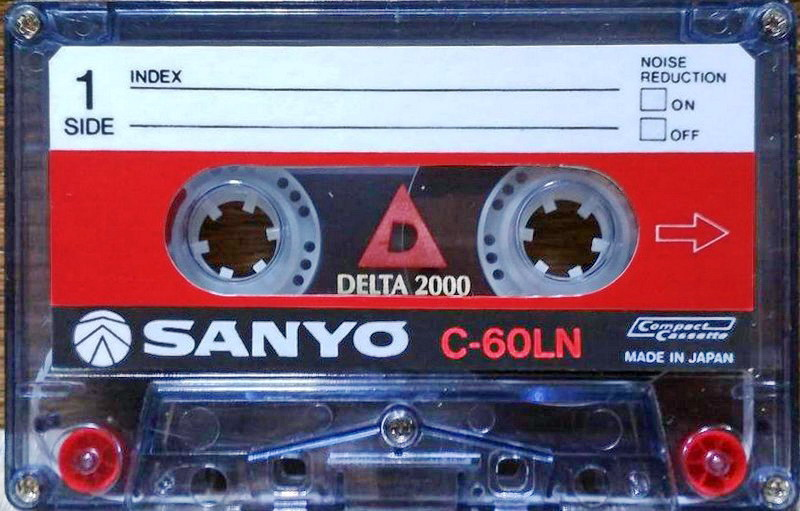 1
SIDE
INDEX
NOISE
REDUCTION
ON
OFF
D
DELTA 2000
SANYO
C-60LN
Compact
Cassette
MADE IN JAPAN